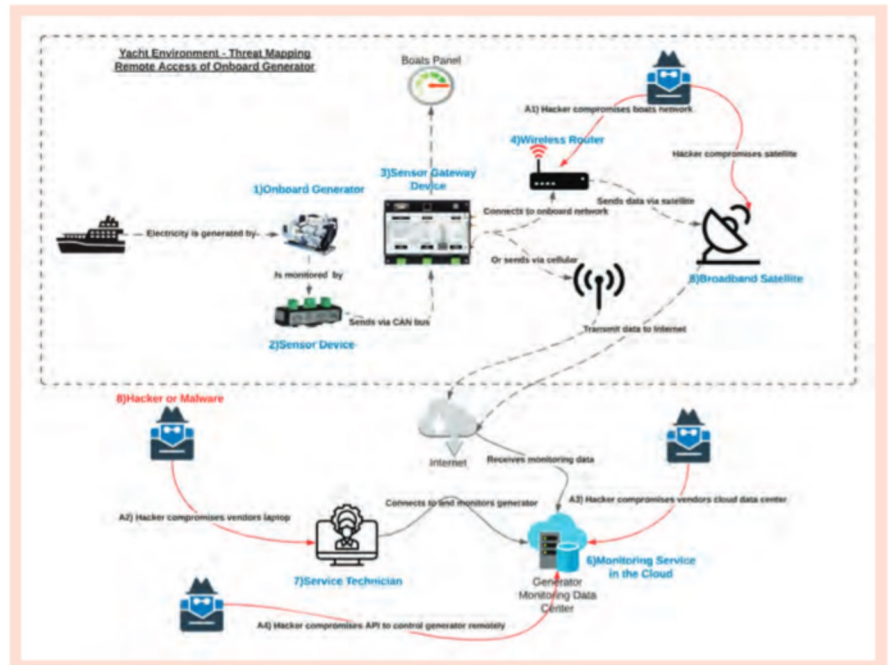 Yacht Environment - Threat Mapping
Remote Access of Onboard Generator
Boats Panel
A1) Hacker compromises boats network
4)Wireless Router
Hacker compromises satellite
3)Sensor Gateway
Device
1)Onboard Generator
Sends data via satellite
Connects to onboard network
Electricity is generated by
Or sends via cellular
Is monitored by
5)Broadband Satellite
Sends via CAN bus
Transmit data to Internet
2)Sensor Device
8)Hacker or Malware
Internet
Receives monitoring data
A3) Hacker compromises vendors cloud data center
Connects to and monitors generator
A2) Hacker compromises vendors laptop
6)Monitoring Service
in the Cloud
7)Service Technician
Generator
Monitoring Data
Center
A4) Hacker compromises API to control generator remotely